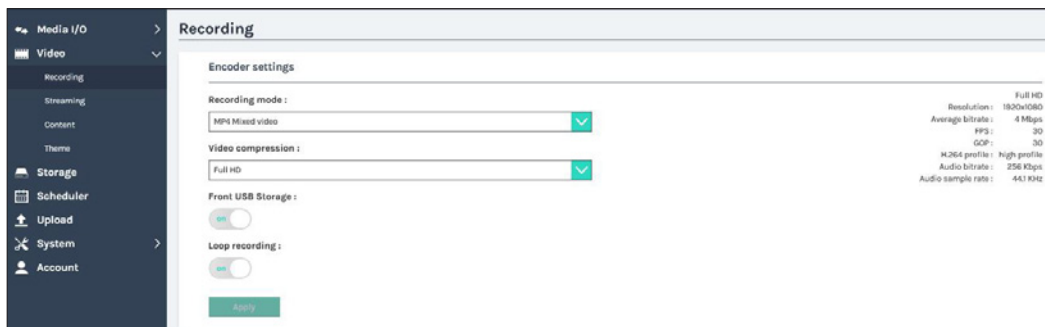 Media I/O
Video
Recording
Streaming
Content
Theme
Storage
Scheduler
Upload
System
Account
Recording
Encoder settings
Recording mode :
MP4 Mixed video
Video compression :
Full HD
Front USB Storage :
on
Loop recording :
on
Apply
Full HD
Resolution : 1920x1080
Average bitrate : 4 Mbps
FPS : 30
GOP : 30
H.264 profile : high profile
Audio bitrate : 256 Kbps
Audio sample rate : 44.1 KHz